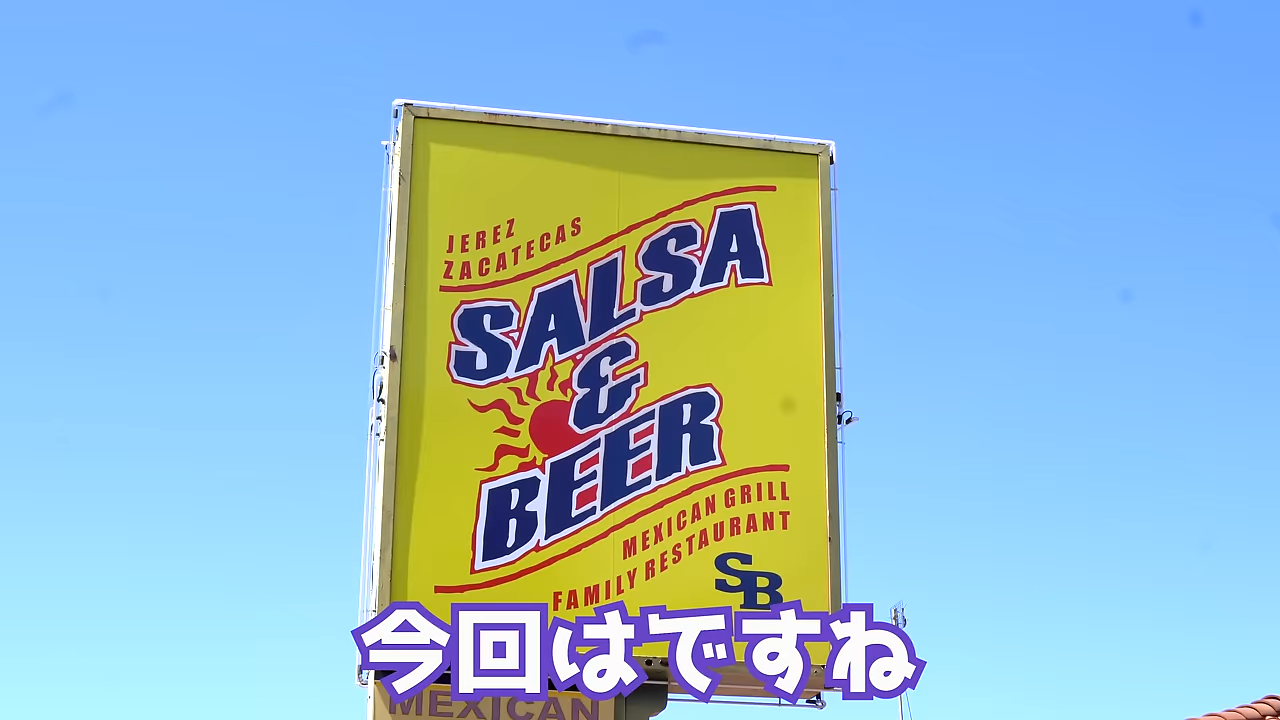 JEREZ
ZACATECAS
SALSA
&
BEER
MEXICAN GRILL
FAMILY RESTAURANT
SB
今回はですね
MEXICAN